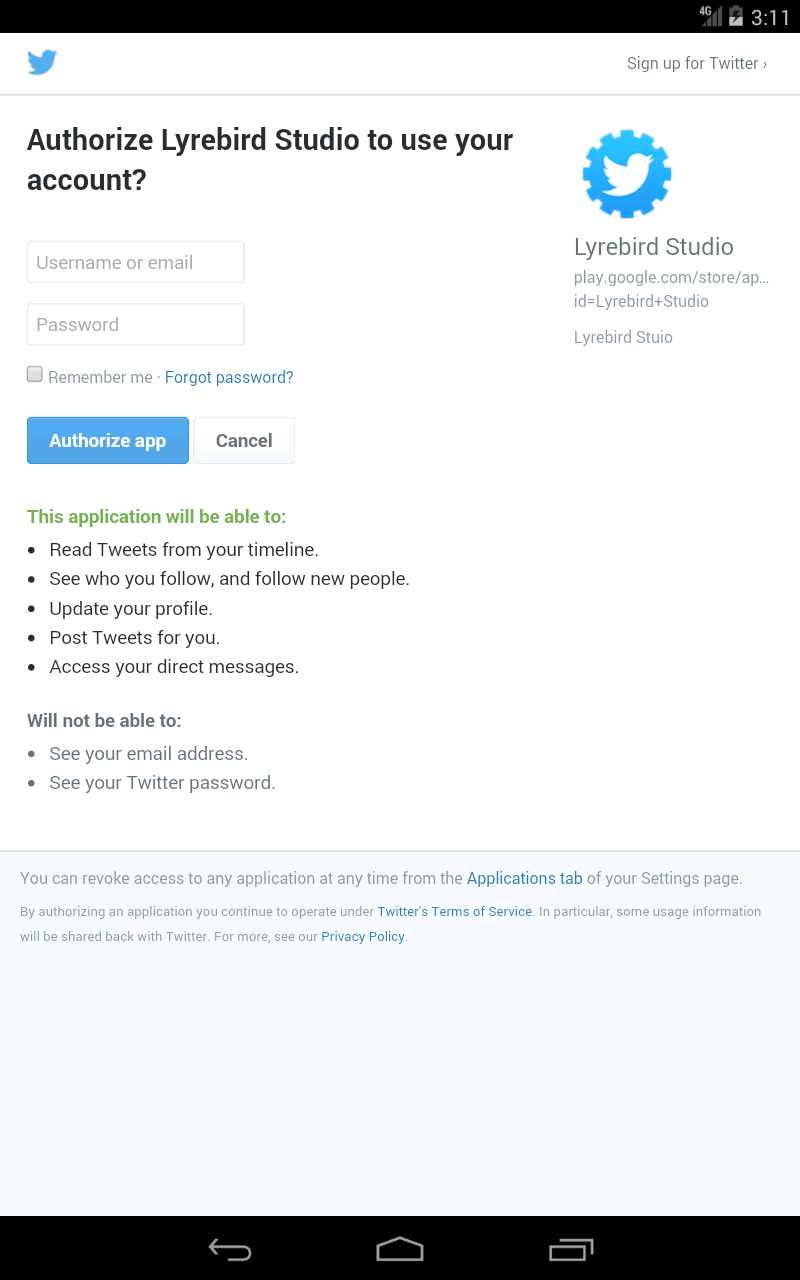 4G 3:11
Sign up for Twitter ›
Authorize Lyrebird Studio to use your
account?
Username or email
Password
Remember me · Forgot password?
Authorize app
Cancel
Lyrebird Studio
play.google.com/store/ap…
id=Lyrebird+Studio
Lyrebird Stuio
This application will be able to:
• Read Tweets from your timeline.
• See who you follow, and follow new people.
• Update your profile.
• Post Tweets for you.
• Access your direct messages.
Will not be able to:
• See your email address.
• See your Twitter password.
You can revoke access to any application at any time from the Applications tab of your Settings page.
By authorizing an application you continue to operate under Twitter's Terms of Service. In particular, some usage information
will be shared back with Twitter. For more, see our Privacy Policy.